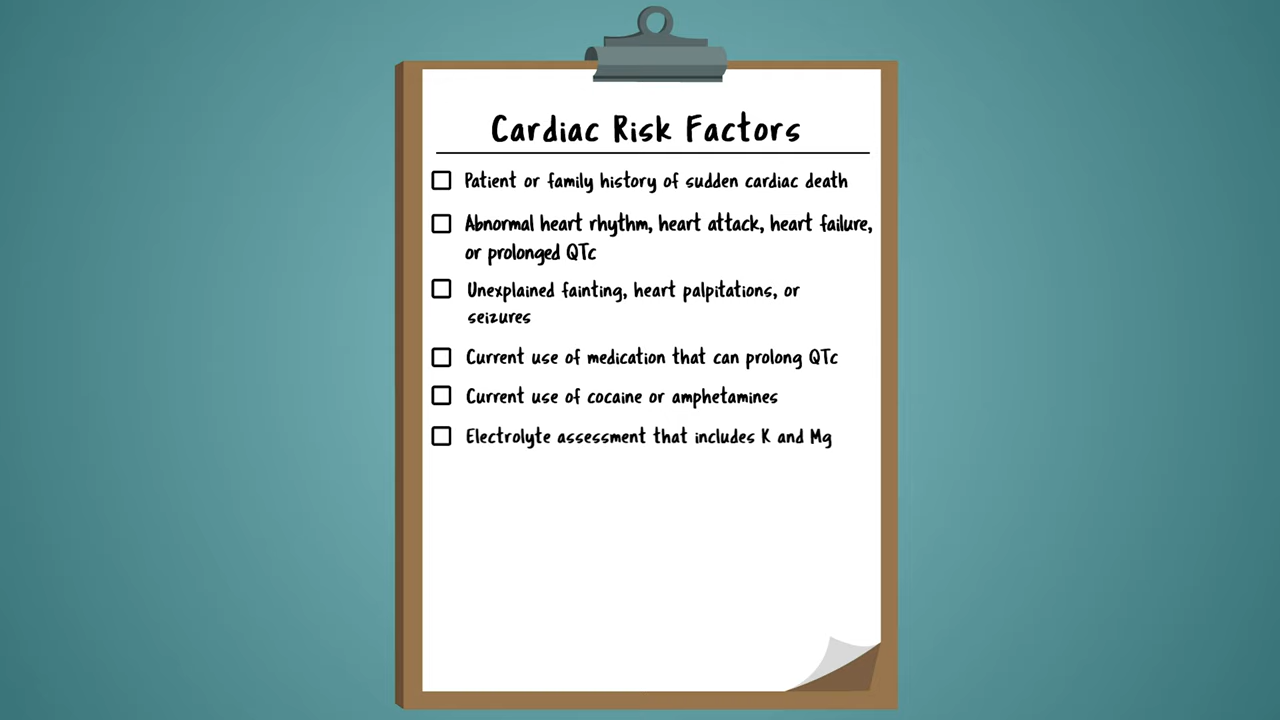 Cardiac Risk Factors
Patient or family history of sudden cardiac death
Abnormal heart rhythm, heart attack, heart failure,
or prolonged QTc
Unexplained fainting, heart palpitations, or
seizures
Current use of medication that can prolong QTc
Current use of cocaine or amphetamines
Electrolyte assessment that includes K and Mg